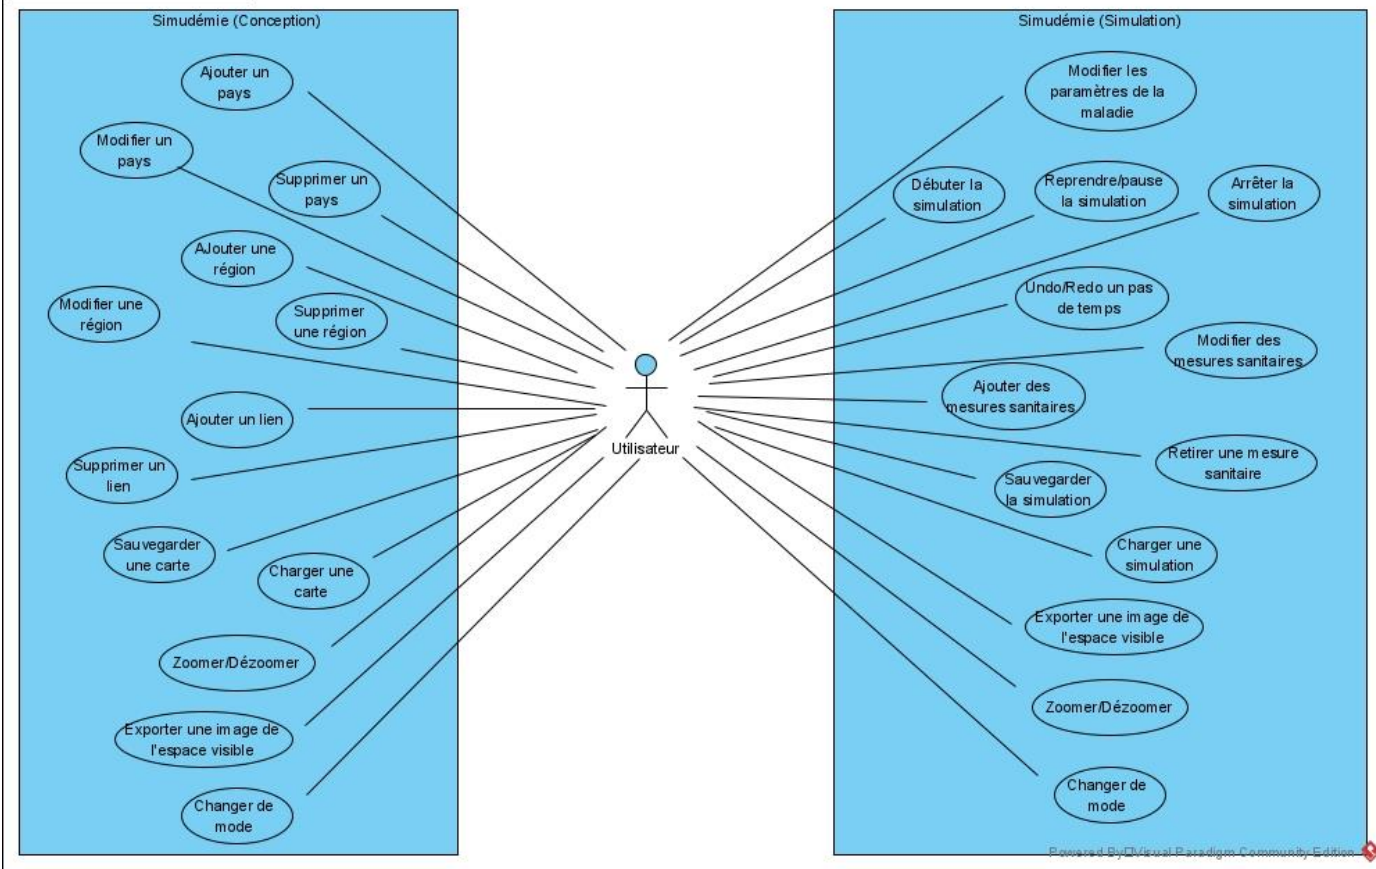 Simudémie (Conception)
Ajouter un
pays
Modifier un
pays
Supprimer un
pays
AJouter une
région
Modifier une
région
Supprimer
une région
Ajouter un lien
Supprimer un
lien
Sauvegarder
une carte
Charger une
carte
Zoomer/Dézoomer
Exporter une image de
l'espace visible
Changer de
mode
Utilisateur
Simudémie (Simulation)
Modifier les
paramètres de la
maladie
Débuter la
simulation
Reprendre/pause
la simulation
Arrêter la
simulation
Undo/Redo un pas
de temps
Modifier des
mesures sanitaires
Ajouter des
mesures sanitaires
Retirer une mesure
sanitaire
Sauvegarder
la simulation
Charger une
simulation
Exporter une image de
l'espace visible
Zoomer/Dézoomer
Changer de
mode
Powered By Visual Paradigm Community Edition